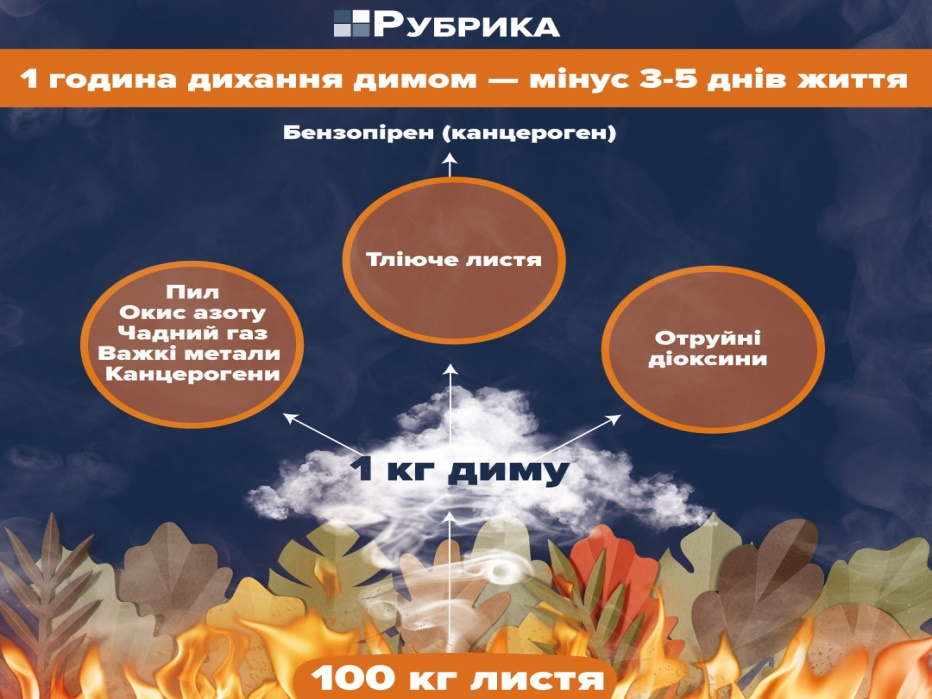 Рубрика
1 година дихання димом — мінус 3-5 днів життя
Бензопірен (канцероген)
Тліюче листя
Пил
Окис азоту
Чадний газ
Важкі метали
Канцерогени
Отруйні
діоксини
1 кг диму
100 кг листя